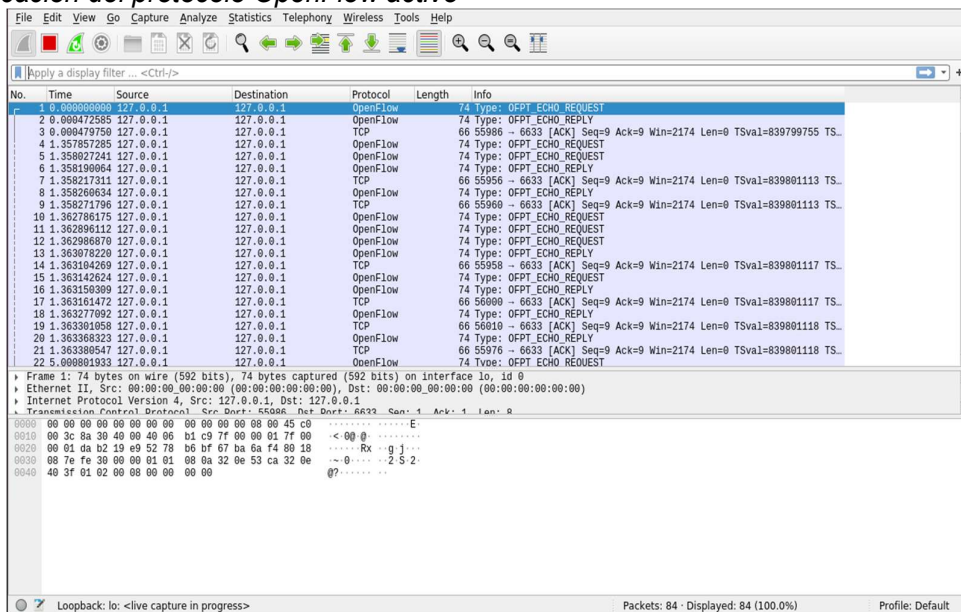 ación del protocolo OpenFlow activo
File Edit View Go Capture Analyze Statistics Telephony Wireless Tools Help
Apply a display filter ... <Ctrl-/>
No. Time Source Destination Protocol Length Info
1 0.000000000 127.0.0.1 127.0.0.1 OpenFlow 74 Type: OFPT_ECHO_REQUEST
2 0.000472585 127.0.0.1 127.0.0.1 OpenFlow 74 Type: OFPT_ECHO_REPLY
3 0.000479750 127.0.0.1 127.0.0.1 TCP 66 55986 → 6633 [ACK] Seq=9 Ack=9 Win=2174 Len=0 TSval=839799755 TS…
4 1.357857285 127.0.0.1 127.0.0.1 OpenFlow 74 Type: OFPT_ECHO_REQUEST
5 1.358027241 127.0.0.1 127.0.0.1 OpenFlow 74 Type: OFPT_ECHO_REQUEST
6 1.358190064 127.0.0.1 127.0.0.1 OpenFlow 74 Type: OFPT_ECHO_REPLY
7 1.358217311 127.0.0.1 127.0.0.1 TCP 66 55956 → 6633 [ACK] Seq=9 Ack=9 Win=2174 Len=0 TSval=839801113 TS…
8 1.358260634 127.0.0.1 127.0.0.1 OpenFlow 74 Type: OFPT_ECHO_REPLY
9 1.358271796 127.0.0.1 127.0.0.1 TCP 66 55960 → 6633 [ACK] Seq=9 Ack=9 Win=2174 Len=0 TSval=839801113 TS…
10 1.362786175 127.0.0.1 127.0.0.1 OpenFlow 74 Type: OFPT_ECHO_REQUEST
11 1.362896112 127.0.0.1 127.0.0.1 OpenFlow 74 Type: OFPT_ECHO_REQUEST
12 1.362986870 127.0.0.1 127.0.0.1 OpenFlow 74 Type: OFPT_ECHO_REQUEST
13 1.363078220 127.0.0.1 127.0.0.1 OpenFlow 74 Type: OFPT_ECHO_REPLY
14 1.363104269 127.0.0.1 127.0.0.1 TCP 66 55958 → 6633 [ACK] Seq=9 Ack=9 Win=2174 Len=0 TSval=839801117 TS…
15 1.363142624 127.0.0.1 127.0.0.1 OpenFlow 74 Type: OFPT_ECHO_REQUEST
16 1.363150309 127.0.0.1 127.0.0.1 OpenFlow 74 Type: OFPT_ECHO_REPLY
17 1.363161472 127.0.0.1 127.0.0.1 TCP 66 56000 → 6633 [ACK] Seq=9 Ack=9 Win=2174 Len=0 TSval=839801117 TS…
18 1.363277092 127.0.0.1 127.0.0.1 OpenFlow 74 Type: OFPT_ECHO_REPLY
19 1.363301058 127.0.0.1 127.0.0.1 TCP 66 56010 → 6633 [ACK] Seq=9 Ack=9 Win=2174 Len=0 TSval=839801118 TS…
20 1.363368323 127.0.0.1 127.0.0.1 OpenFlow 74 Type: OFPT_ECHO_REPLY
21 1.363380547 127.0.0.1 127.0.0.1 TCP 66 55976 → 6633 [ACK] Seq=9 Ack=9 Win=2174 Len=0 TSval=839801118 TS…
22 5.000801933 127.0.0.1 127.0.0.1 OpenFlow 74 Type: OFPT_ECHO_REQUEST
Frame 1: 74 bytes on wire (592 bits), 74 bytes captured (592 bits) on interface lo, id 0
Ethernet II, Src: 00:00:00_00:00:00 (00:00:00:00:00:00), Dst: 00:00:00_00:00:00 (00:00:00:00:00:00)
Internet Protocol Version 4, Src: 127.0.0.1, Dst: 127.0.0.1
Transmission Control Protocol, Src Port: 55986, Dst Port: 6633, Seq: 1, Ack: 1, Len: 8
0000 00 00 00 00 00 00 00 00 00 00 00 00 08 00 45 c0 ········ ······E·
0010 00 3c 8a 30 40 00 40 06 b1 c9 7f 00 00 01 7f 00 ·<·0@·@· ········
0020 00 01 da b2 19 e9 52 78 b6 bf 67 ba 6a f4 80 18 ······Rx ··g·j···
0030 08 7e fe 30 00 00 01 01 08 0a 32 0e 53 ca 32 0e ·~·0···· ··2·S·2·
0040 40 3f 01 02 00 08 00 00 00 00 @?······ ··
Loopback: lo: <live capture in progress>
Packets: 84 · Displayed: 84 (100.0%)
Profile: Default